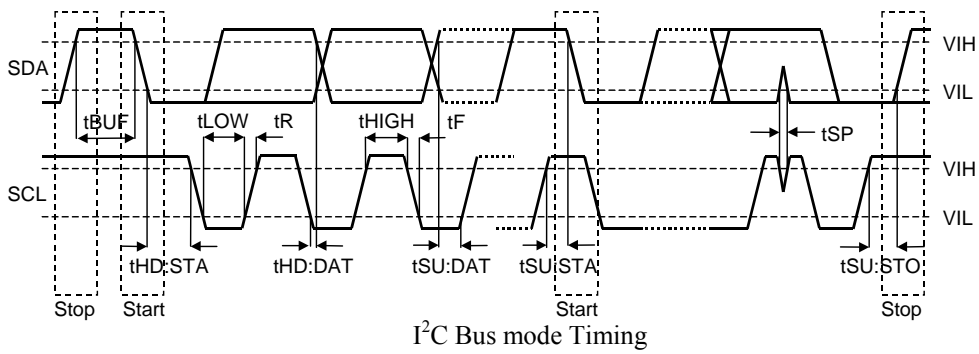 VIH
SDA
VIL
tBUF tLOW tR tHIGH tF
tSP
VIH
SCL
VIL
tHD:STA tHD:DAT tSU:DAT tSU:STA tSU:STO
Stop Start Start Stop
I²C Bus mode Timing